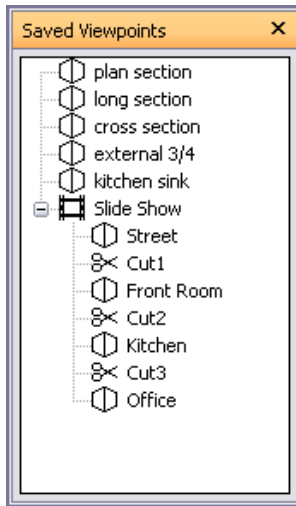 Saved Viewpoints
plan section
long section
cross section
external 3/4
kitchen sink
Slide Show
Street
Cut1
Front Room
Cut2
Kitchen
Cut3
Office